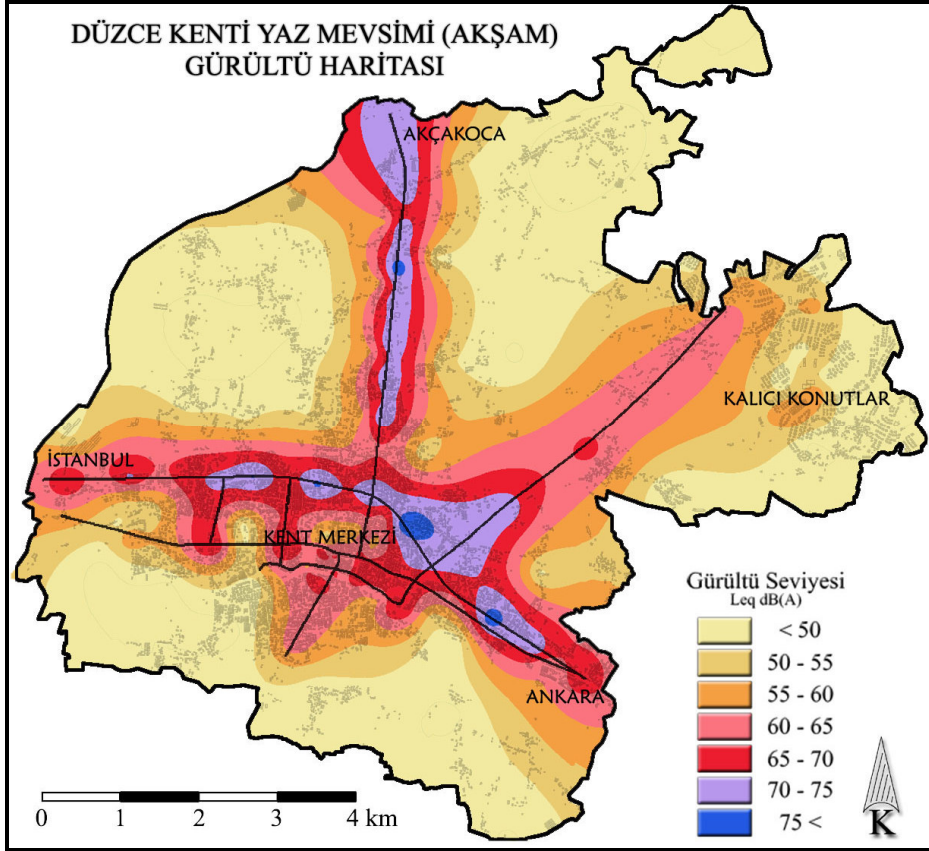 DÜZCE KENTİ YAZ MEVSİMİ (AKŞAM)
GÜRÜLTÜ HARİTASI
AKÇAKOCA
KALICI KONUTLAR
İSTANBUL
KENT MERKEZİ
ANKARA
Gürültü Seviyesi
Leq dB(A)
< 50
50 - 55
55 - 60
60 - 65
65 - 70
70 - 75
75 <
0 1 2 3 4 km
K